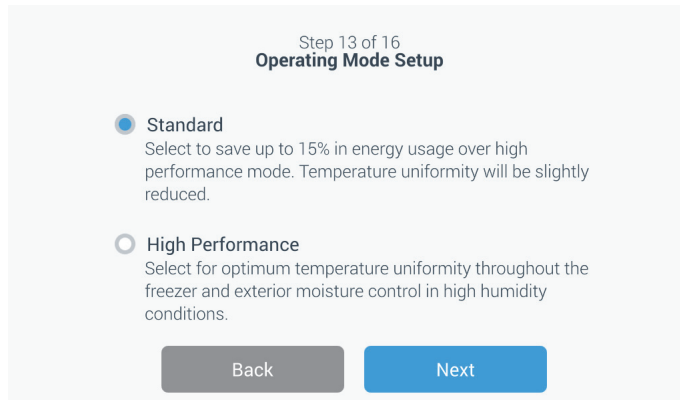 Step 13 of 16
Operating Mode Setup
Standard
Select to save up to 15% in energy usage over high
performance mode. Temperature uniformity will be slightly
reduced.
High Performance
Select for optimum temperature uniformity throughout the
freezer and exterior moisture control in high humidity
conditions.
Back
Next